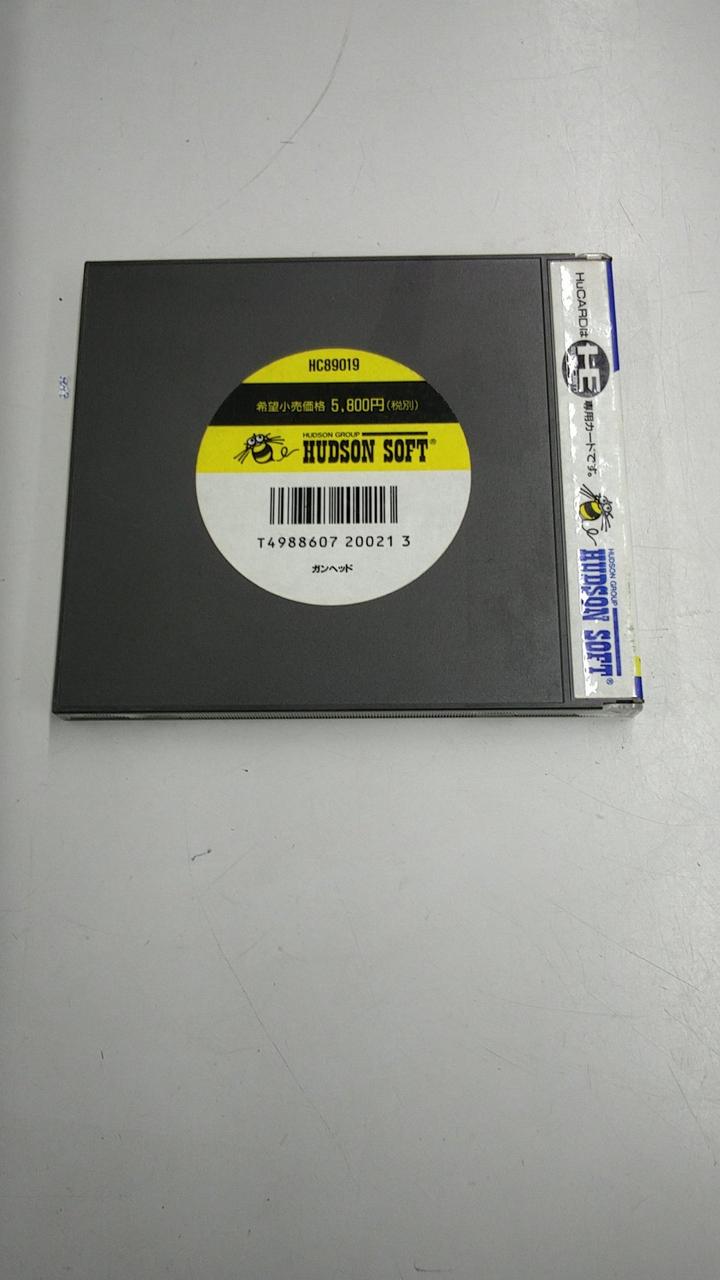 HC89019
希望小売価格 5,800円(税別)
HUDSON GROUP
HUDSON SOFT®
T4988607 20021 3
ガンヘッド
HuCARDは HE 専用カードです。
HUDSON GROUP
HUDSON SOFT®